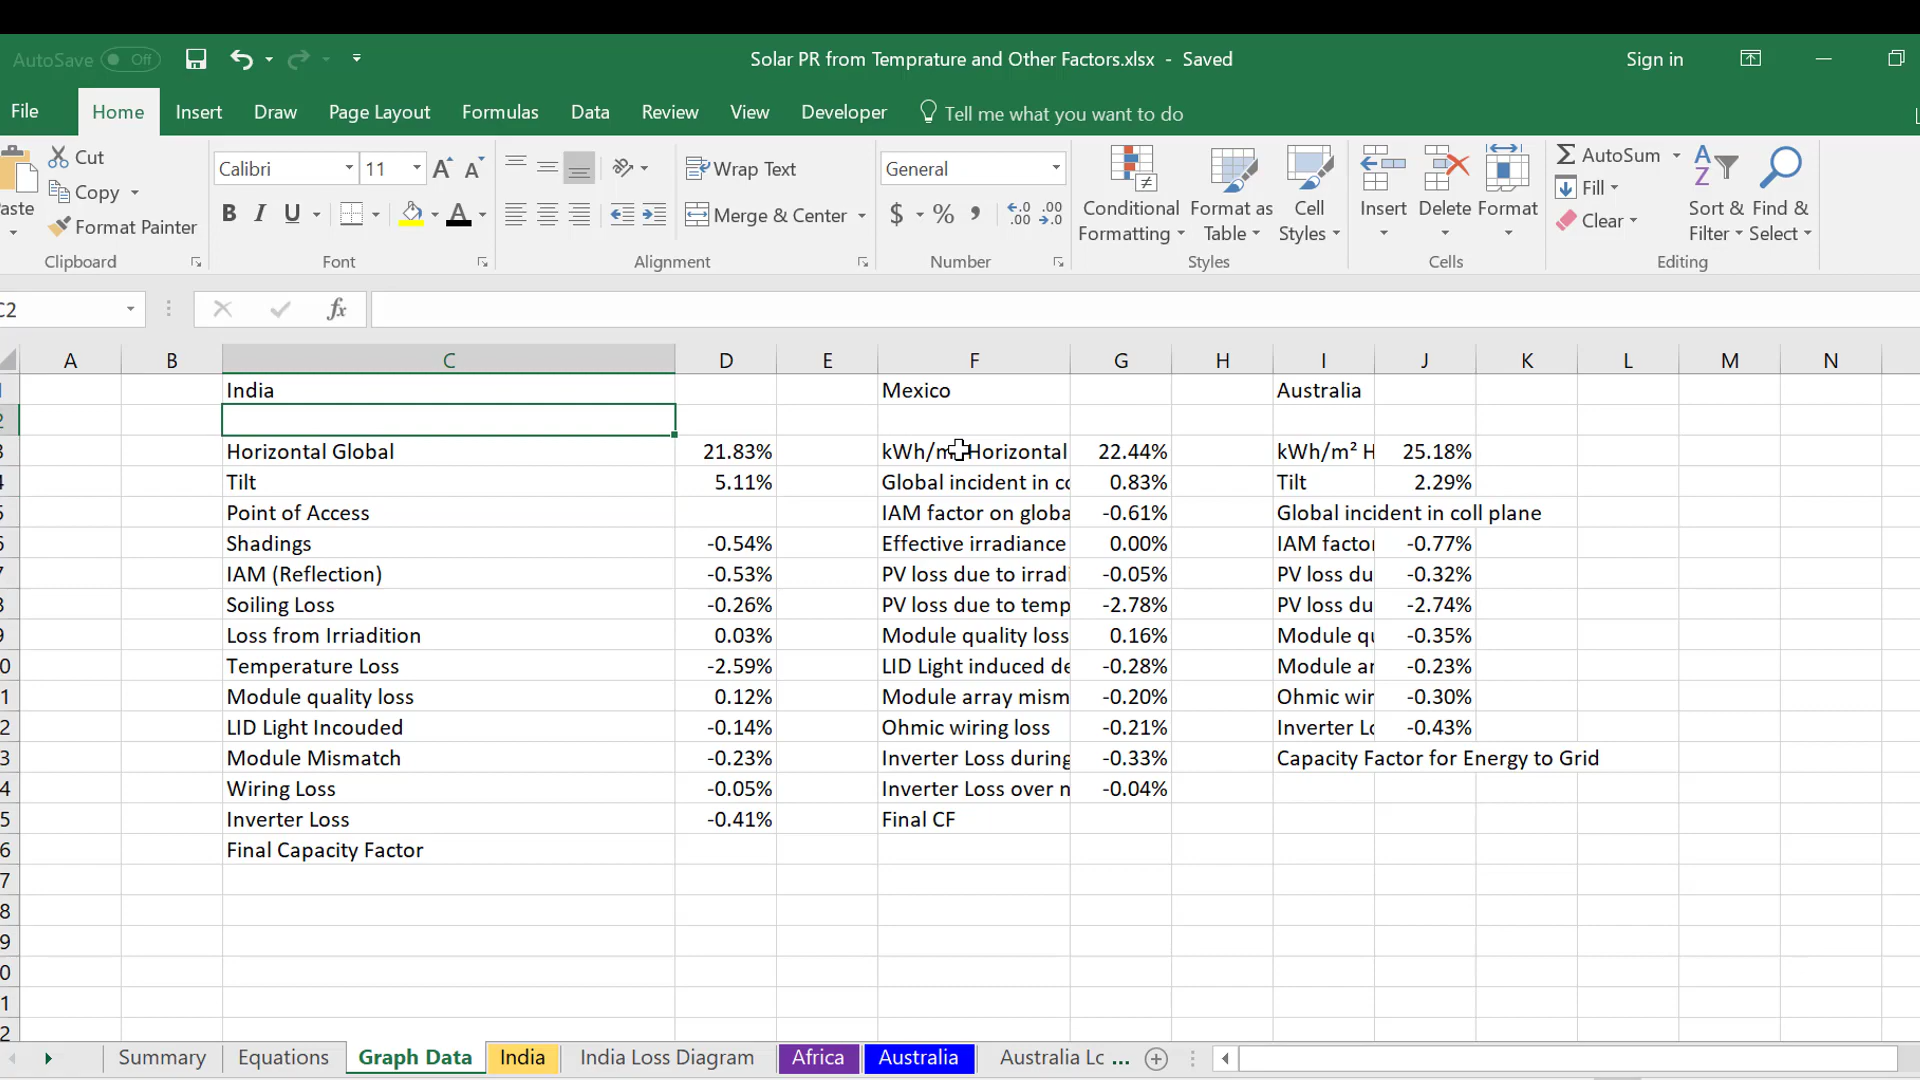 AutoSave Off Solar PR from Temprature and Other Factors.xlsx - Saved Sign in
File Home Insert Draw Page Layout Formulas Data Review View Developer Tell me what you want to do
Cut
Copy
Format Painter
Clipboard
Calibri 11
B I U A
Font
Wrap Text
Merge & Center
Alignment
General
$ % ,
Number
Conditional Formatting
Format as Table
Cell Styles
Styles
Insert Delete Format
Cells
AutoSum
Fill
Clear
Sort & Filter
Find & Select
Editing
C2 fx
A B C D E F G H I J K L M N
India Mexico Australia
Horizontal Global 21.83% kWh/m Horizontal 22.44% kWh/m² H 25.18%
Tilt 5.11% Global incident in co 0.83% Tilt 2.29%
Point of Access IAM factor on globa -0.61% Global incident in coll plane
Shadings -0.54% Effective irradiance 0.00% IAM factor -0.77%
IAM (Reflection) -0.53% PV loss due to irradi -0.05% PV loss du -0.32%
Soiling Loss -0.26% PV loss due to temp -2.78% PV loss du -2.74%
Loss from Irriadition 0.03% Module quality loss 0.16% Module qu -0.35%
Temperature Loss -2.59% LID Light induced de -0.28% Module ar -0.23%
Module quality loss 0.12% Module array mism -0.20% Ohmic wir -0.30%
LID Light Incouded -0.14% Ohmic wiring loss -0.21% Inverter Lo -0.43%
Module Mismatch -0.23% Inverter Loss during -0.33% Capacity Factor for Energy to Grid
Wiring Loss -0.05% Inverter Loss over n -0.04%
Inverter Loss -0.41% Final CF
Final Capacity Factor
Summary Equations Graph Data India India Loss Diagram Africa Australia Australia Lc ...